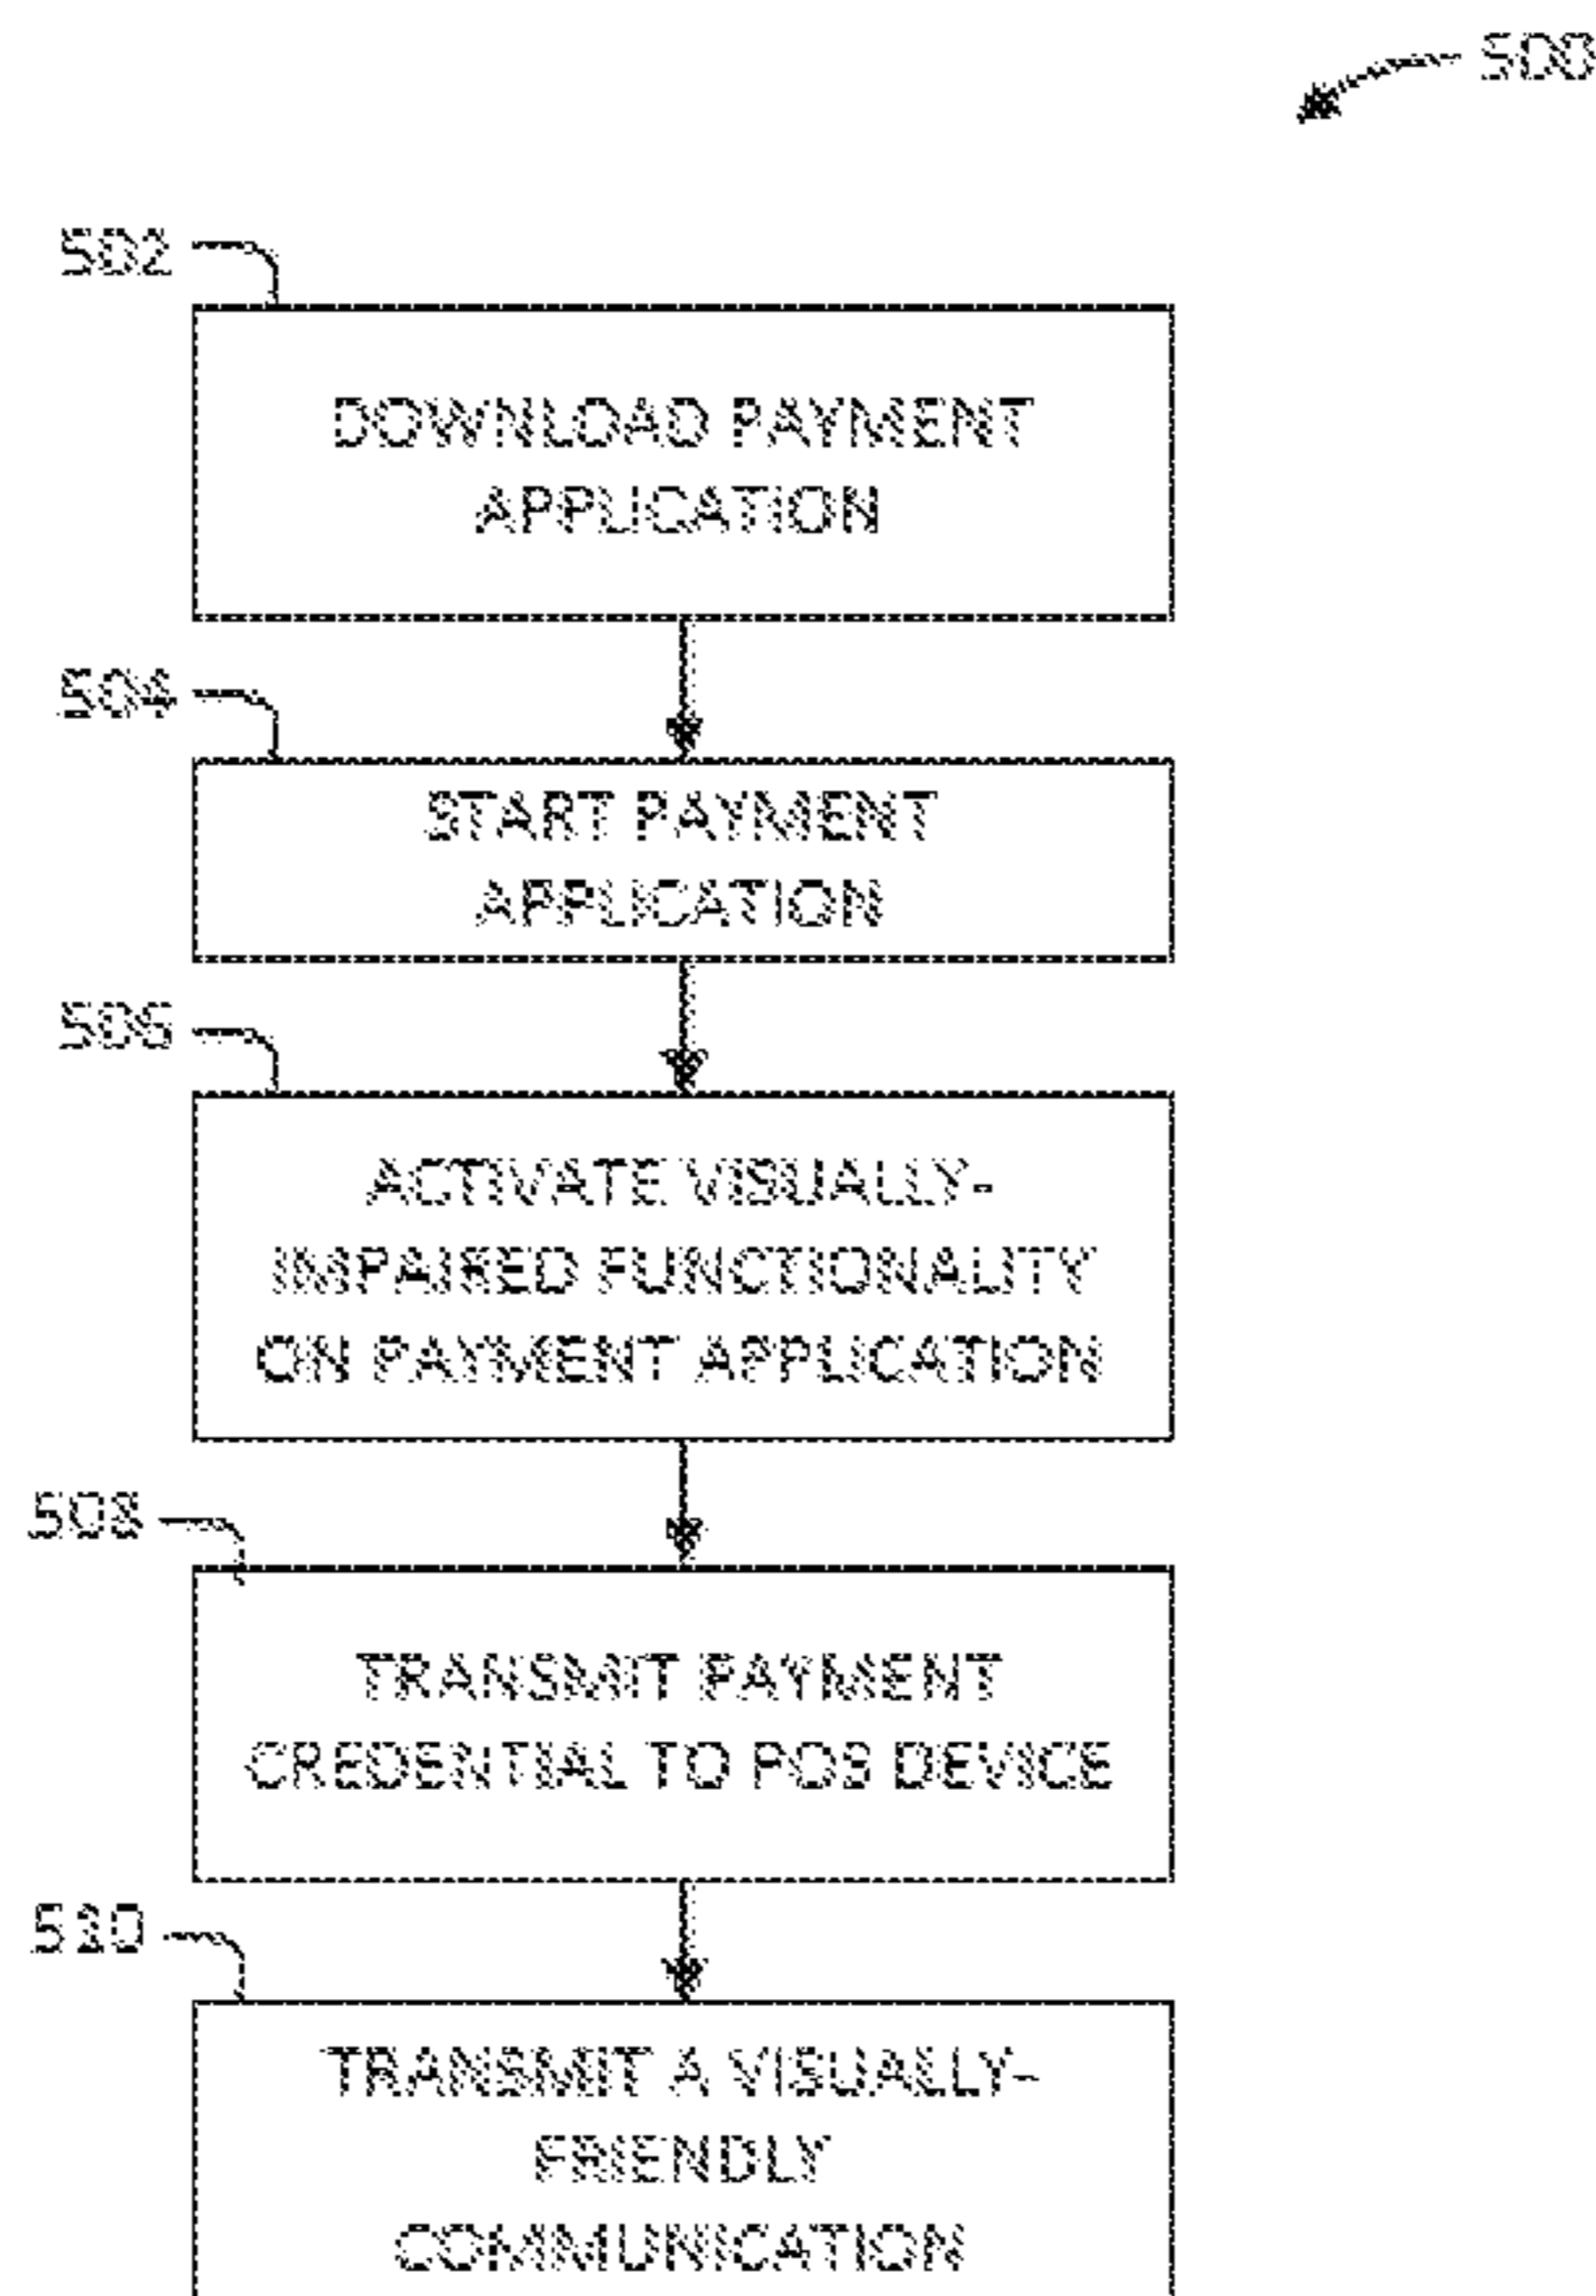 500
502
DOWNLOAD PAYMENT
APPLICATION
504
START PAYMENT
APPLICATION
506
ACTIVATE VISUALLY-
IMPAIRED FUNCTIONALITY
ON PAYMENT APPLICATION
508
TRANSMIT PAYMENT
CREDENTIAL TO POS DEVICE
510
TRANSMIT A VISUALLY-
FRIENDLY
COMMUNICATION